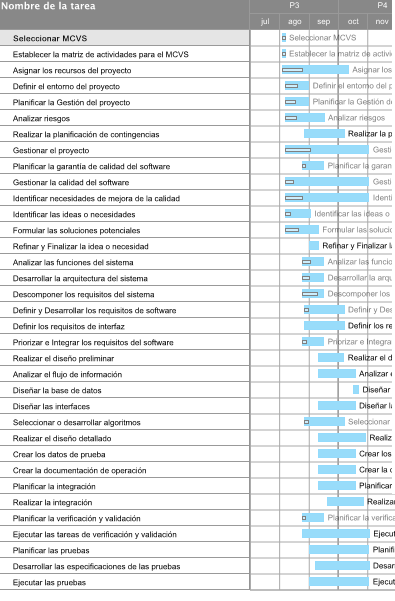 Nombre de la tarea P3 P4
jul ago sep oct nov
Seleccionar MCVS Seleccionar MCVS
Establecer la matriz de actividades para el MCVS Establecer la matriz de activi
Asignar los recursos del proyecto Asignar los
Definir el entorno del proyecto Definir el entorno del p
Planificar la Gestión del proyecto Planificar la Gestión d
Analizar riesgos Analizar riesgos
Realizar la planificación de contingencias Realizar la p
Gestionar el proyecto Gesti
Planificar la garantía de calidad del software Planificar la garan
Gestionar la calidad del software Gesti
Identificar necesidades de mejora de la calidad Identi
Identificar las ideas o necesidades Identificar las ideas o
Formular las soluciones potenciales Formular las soluci
Refinar y Finalizar la idea o necesidad Refinar y Finalizar l
Analizar las funciones del sistema Analizar las funcio
Desarrollar la arquitectura del sistema Desarrollar la arqu
Descomponer los requisitos del sistema Descomponer los
Definir y Desarrollar los requisitos de software Definir y Des
Definir los requisitos de interfaz Definir los re
Priorizar e Integrar los requisitos del software Priorizar e Integra
Realizar el diseño preliminar Realizar el d
Analizar el flujo de información Analizar
Diseñar la base de datos Diseñar
Diseñar las interfaces Diseñar l
Seleccionar o desarrollar algoritmos Seleccionar
Realizar el diseño detallado Realiz
Crear los datos de prueba Crear los
Crear la documentación de operación Crear la
Planificar la integración Planificar
Realizar la integración Realizar
Planificar la verificación y validación Planificar la verific
Ejecutar las tareas de verificación y validación Ejecut
Planificar las pruebas Planifi
Desarrollar las especificaciones de las pruebas Desar
Ejecutar las pruebas Ejecut